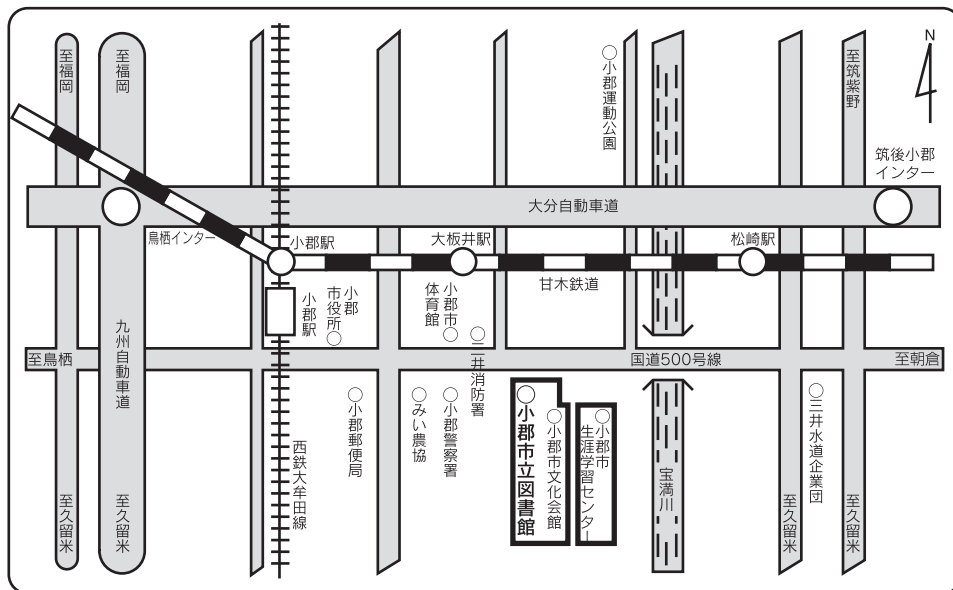 至福岡
至福岡
至筑紫野
N
小郡運動公園
筑後小郡
インター
大分自動車道
鳥栖インター
小郡駅
大板井駅
松崎駅
甘木鉄道
小郡駅
小郡
市役所
小郡市
体育館
三井消防署
九州自動車道
至鳥栖
国道500号線
至朝倉
小郡郵便局
みい農協
小郡警察署
小郡市立図書館
小郡市文化会館
小郡市
生涯学習センター
三井水道企業団
西鉄大牟田線
宝満川
至久留米
至久留米
至久留米
至久留米